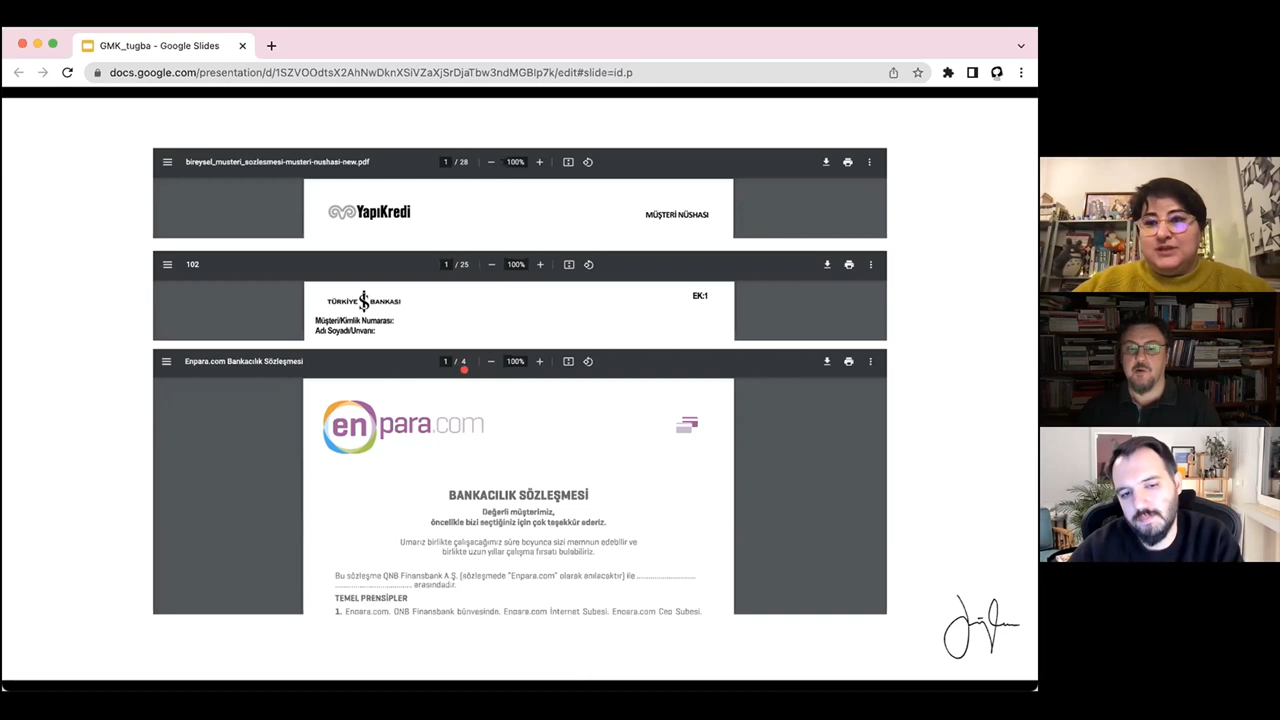 GMK_tugba - Google Slides
docs.google.com/presentation/d/1SZVOOdtsX2AhNwDknXSiVZaXjSrDjaTbw3ndMGBIp7k/edit#slide=id.p
bireysel_musteri_sozlesmesi-musteri-nushasi-new.pdf 1 / 28 100%
YapıKredi MÜŞTERİ NÜSHASI
102 1 / 25 100%
TÜRKİYE İŞ BANKASI EK:1
Müşteri/Kimlik Numarası:
Adı Soyadı/Unvanı:
Enpara.com Bankacılık Sözleşmesi 1 / 4 100%
enpara.com
BANKACILIK SÖZLEŞMESİ
Değerli müşterimiz,
öncelikle bizi seçtiğiniz için çok teşekkür ederiz.
Umarız birlikte çalışacağımız süre boyunca sizi memnun edebilir ve
birlikte uzun yıllar çalışma fırsatı bulabiliriz.
Bu sözleşme QNB Finansbank A.Ş. (sözleşmede "Enpara.com" olarak anılacaktır) ile ........................
.............................. arasındadır.
TEMEL PRENSİPLER
1. Enpara.com, QNB Finansbank bünyesinde, Enpara.com İnternet Şubesi, Enpara.com Cep Şubesi,